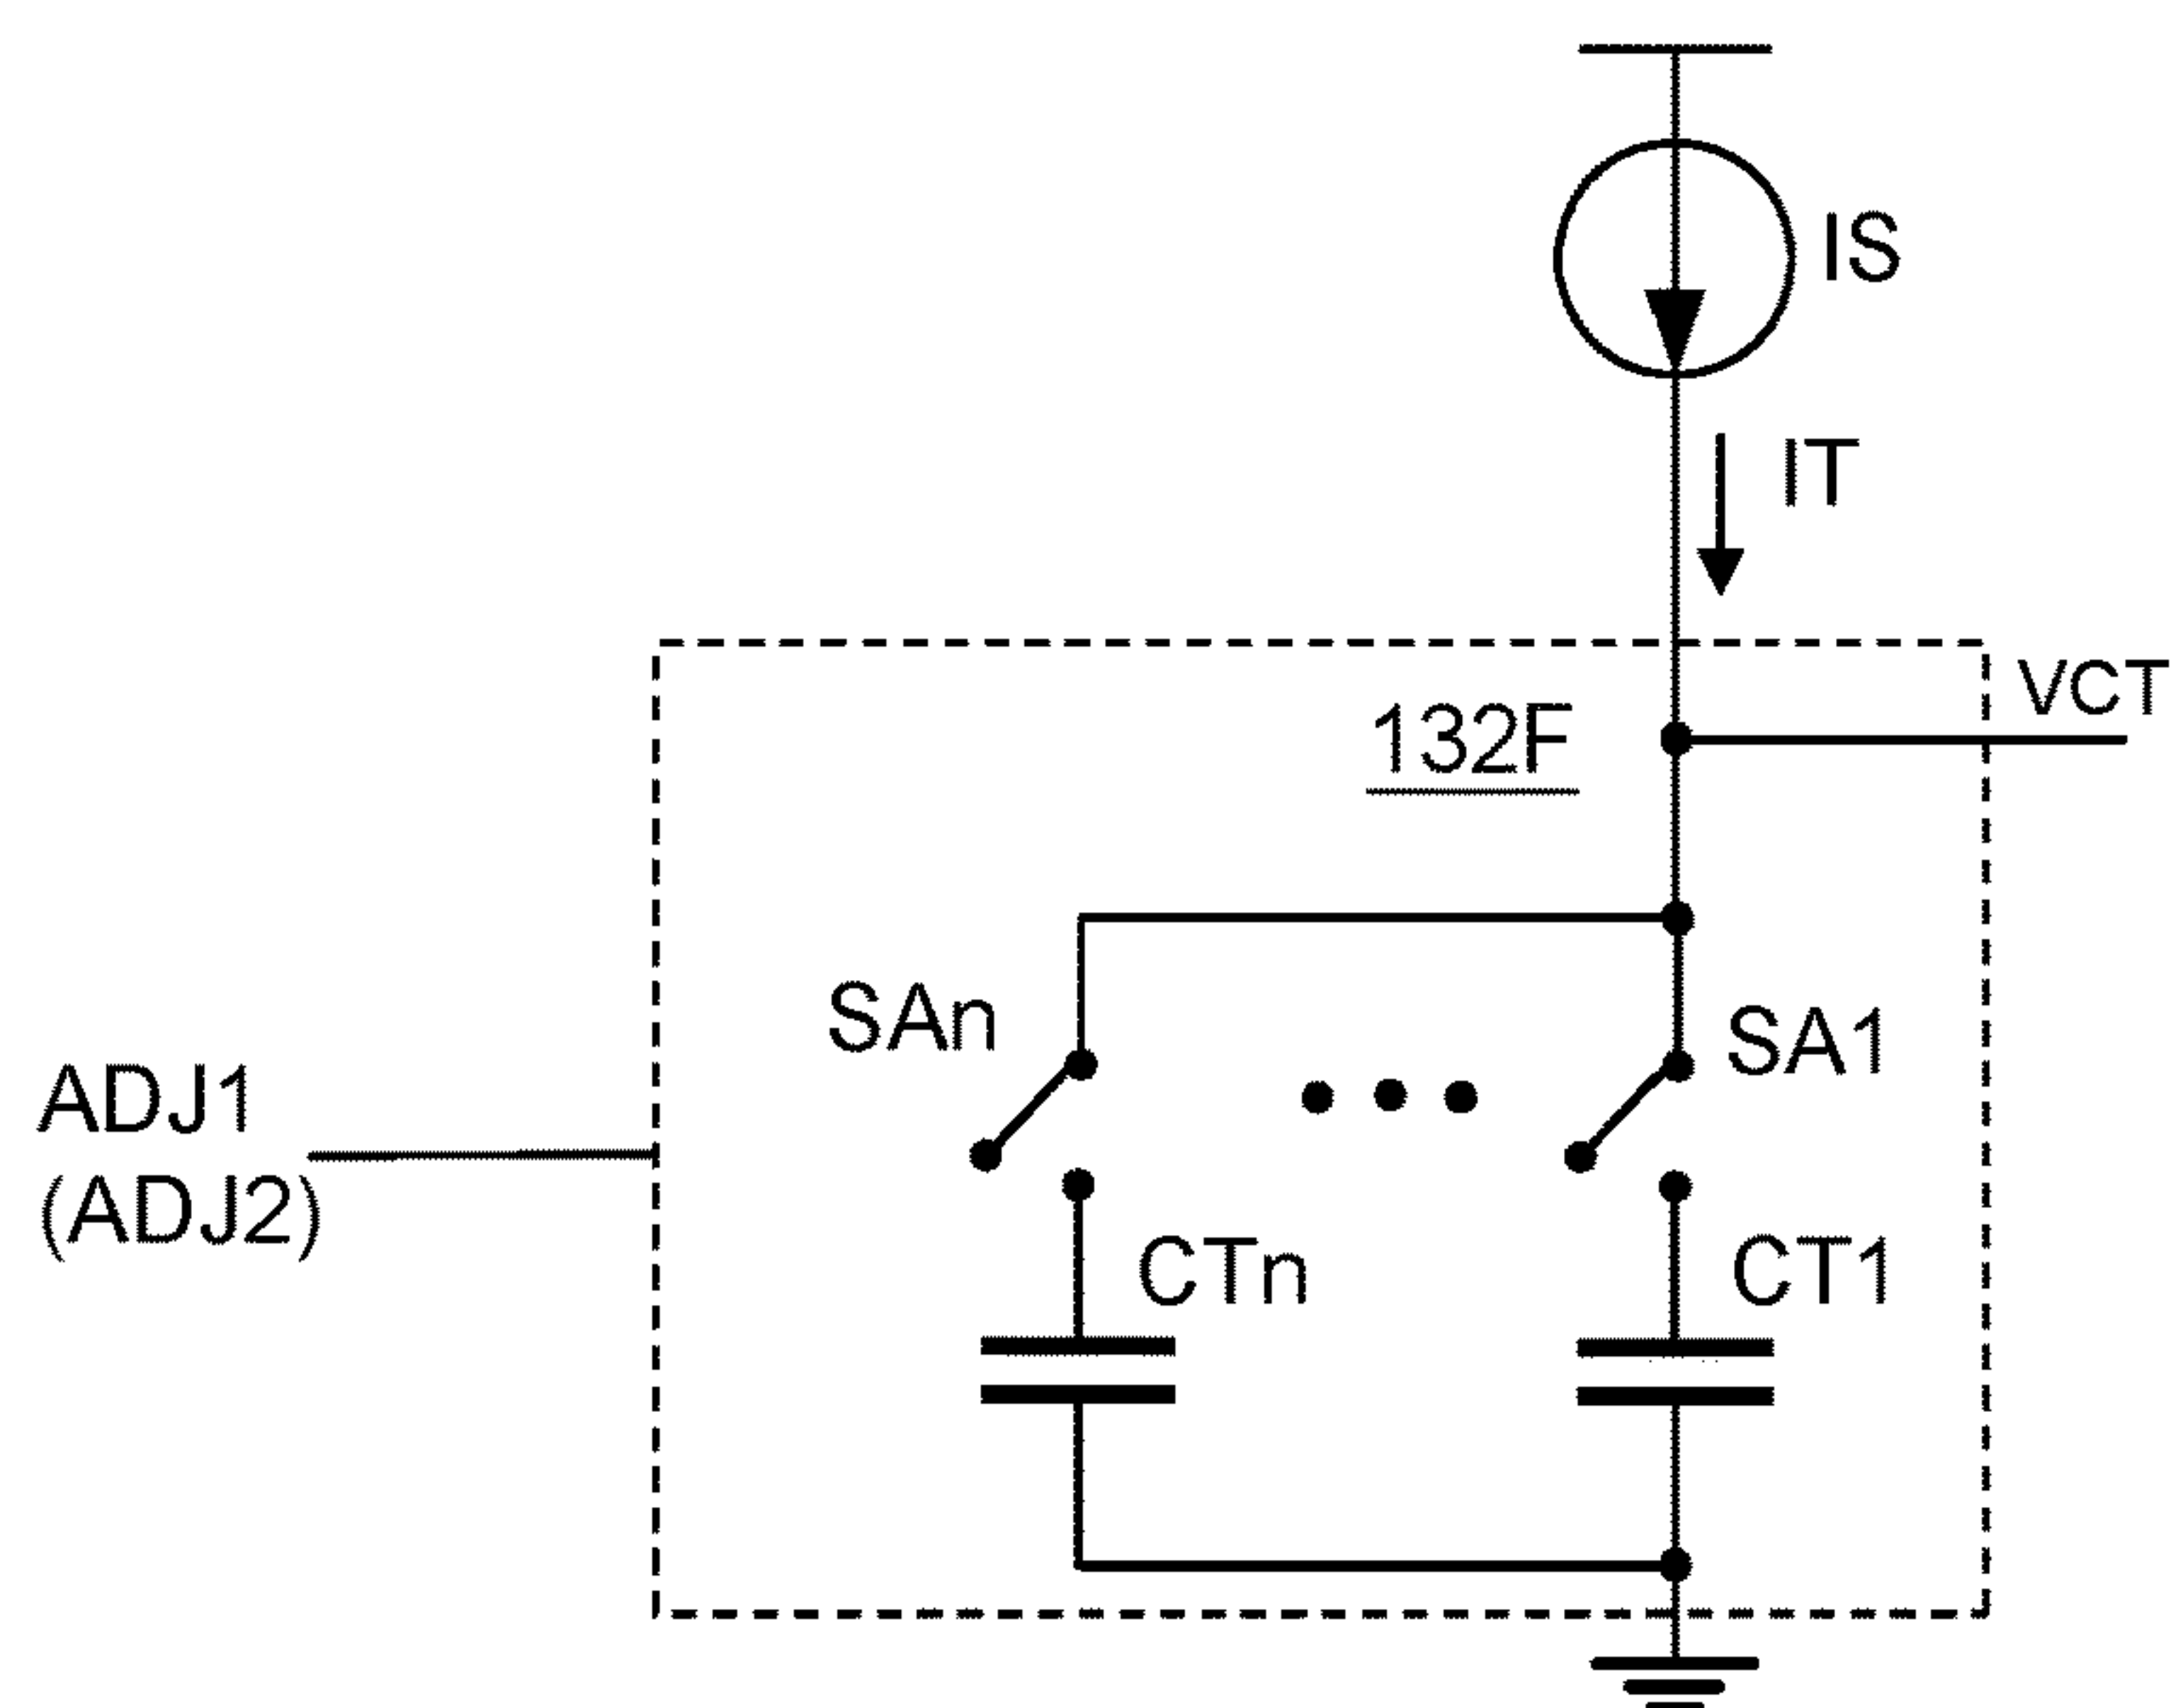 IS
IT
VCT
132F
SAn
SA1
ADJ1
(ADJ2)
CTn
CT1